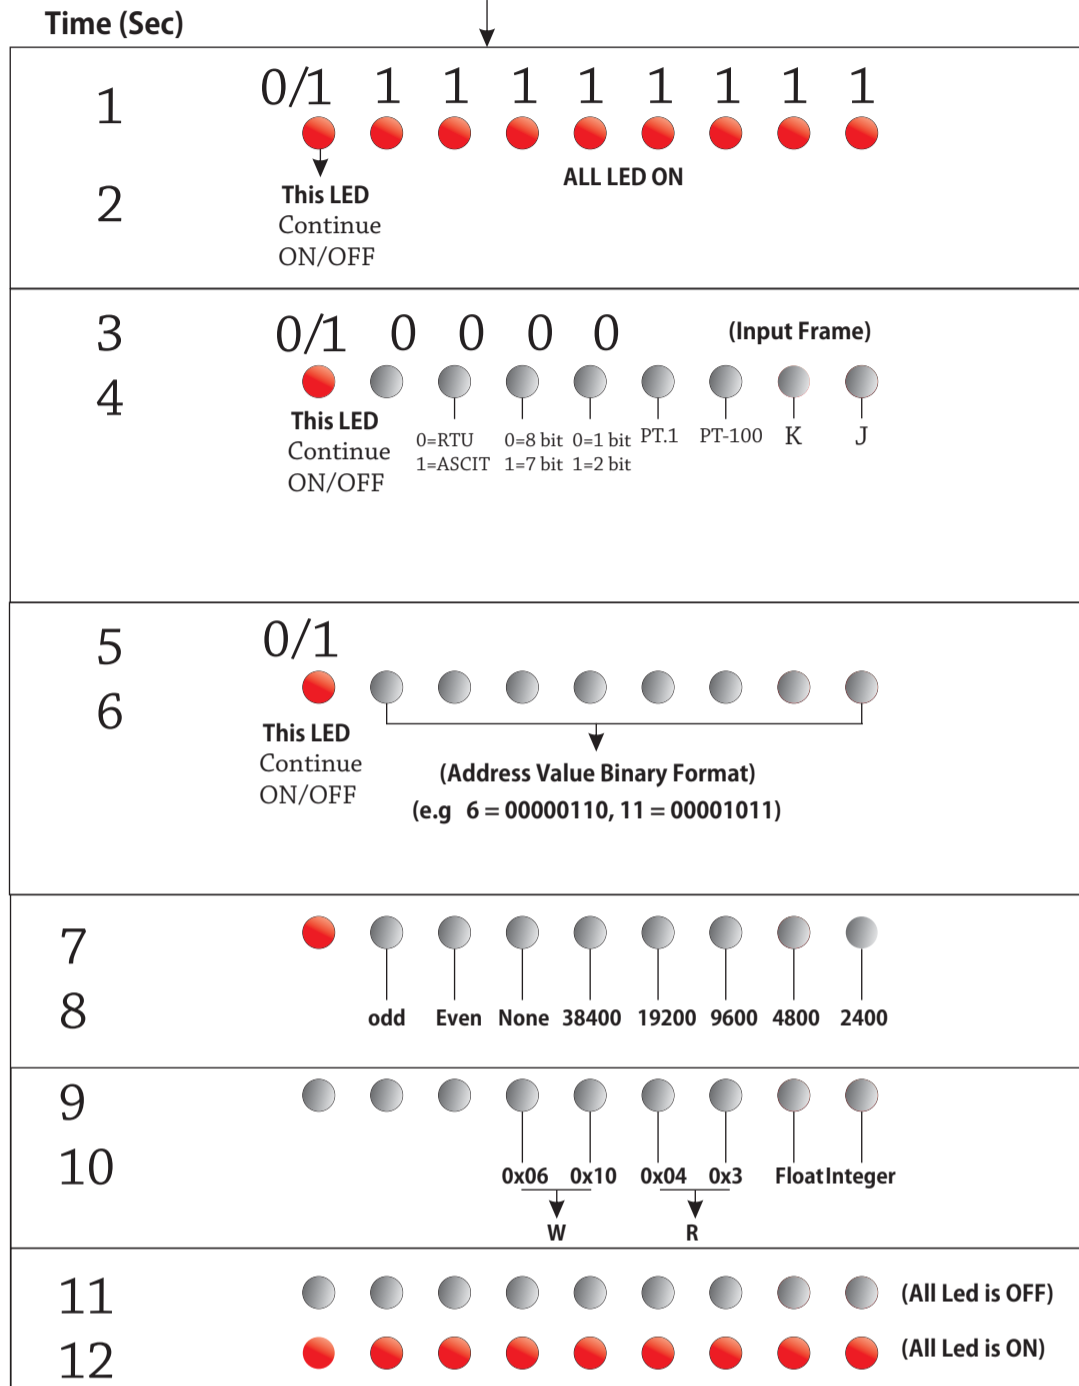 Time (Sec)
1
0/1 1 1 1 1 1 1 1 1
2
This LED
Continue
ON/OFF
ALL LED ON
3
0/1 0 0 0 0
(Input Frame)
4
This LED
Continue
ON/OFF
0=RTU 0=8 bit 0=1 bit PT.1 PT-100 K J
1=ASCIT 1=7 bit 1=2 bit
5
0/1
6
This LED
Continue
ON/OFF
(Address Value Binary Format)
(e.g 6 = 00000110, 11 = 00001011)
7
8
odd Even None 38400 19200 9600 4800 2400
9
10
0x06 0x10 0x04 0x3 Float Integer
W R
11
(All Led is OFF)
12
(All Led is ON)